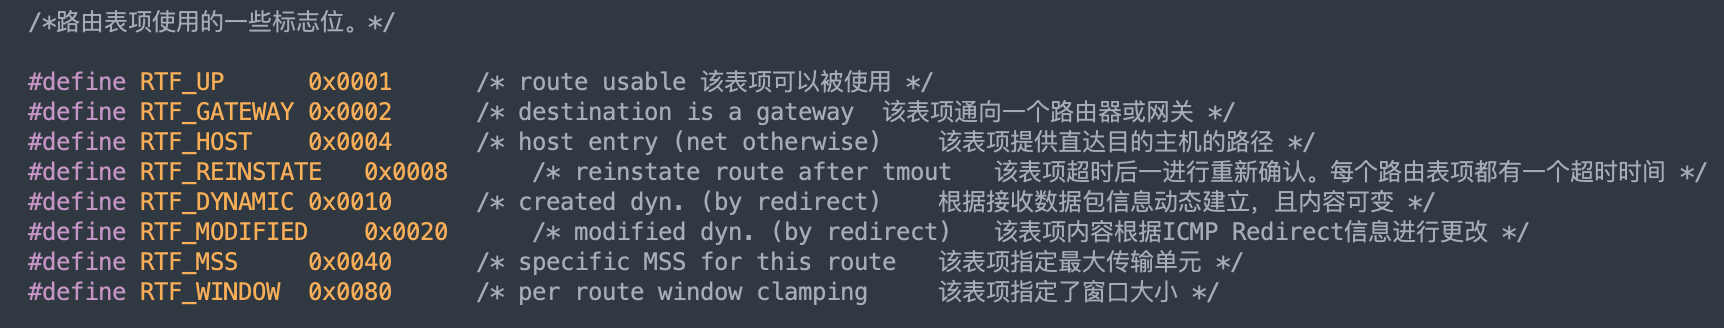 /*路由表项使用的一些标志位。*/
#define RTF_UP      0x0001      /* route usable 该表项可以被使用 */
#define RTF_GATEWAY 0x0002      /* destination is a gateway  该表项通向一个路由器或网关 */
#define RTF_HOST    0x0004      /* host entry (net otherwise)    该表项提供直达目的主机的路径 */
#define RTF_REINSTATE   0x0008      /* reinstate route after tmout   该表项超时后一进行重新确认。每个路由表项都有一个超时时间 */
#define RTF_DYNAMIC 0x0010      /* created dyn. (by redirect)    根据接收数据包信息动态建立，且内容可变 */
#define RTF_MODIFIED    0x0020      /* modified dyn. (by redirect)   该表项内容根据ICMP Redirect信息进行更改 */
#define RTF_MSS     0x0040      /* specific MSS for this route   该表项指定最大传输单元 */
#define RTF_WINDOW  0x0080      /* per route window clamping     该表项指定了窗口大小 */